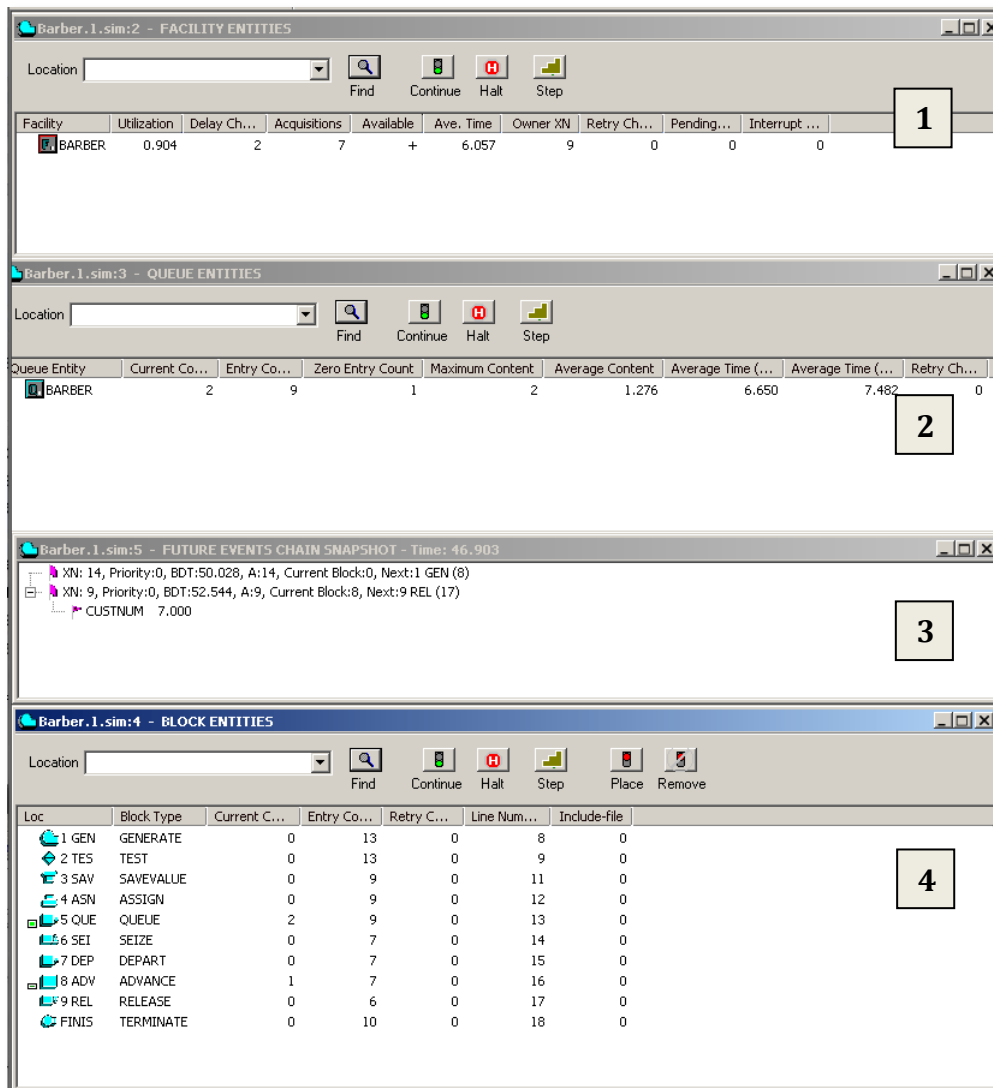 Barber.1.sim:2 - FACILITY ENTITIES
Location
Find Continue Halt Step
Facility Utilization Delay Ch... Acquisitions Available Ave. Time Owner XN Retry Ch... Pending... Interrupt ...
BARBER 0.904 2 7 + 6.057 9 0 0 0
1
Barber.1.sim:3 - QUEUE ENTITIES
Location
Find Continue Halt Step
Queue Entity Current Co... Entry Co... Zero Entry Count Maximum Content Average Content Average Time (... Average Time (... Retry Ch...
BARBER 2 9 1 2 1.276 6.650 7.482 0
2
Barber.1.sim:5 - FUTURE EVENTS CHAIN SNAPSHOT - Time: 46.903
XN: 14, Priority:0, BDT:50.028, A:14, Current Block:0, Next:1 GEN (8)
XN: 9, Priority:0, BDT:52.544, A:9, Current Block:8, Next:9 REL (17)
CUSTNUM 7.000
3
Barber.1.sim:4 - BLOCK ENTITIES
Location
Find Continue Halt Step Place Remove
Loc Block Type Current C... Entry Co... Retry C... Line Num... Include-file
1 GEN GENERATE 0 13 0 8 0
2 TES TEST 0 13 0 9 0
3 SAV SAVEVALUE 0 9 0 11 0
4 ASN ASSIGN 0 9 0 12 0
5 QUE QUEUE 2 9 0 13 0
6 SEI SEIZE 0 7 0 14 0
7 DEP DEPART 0 7 0 15 0
8 ADV ADVANCE 1 7 0 16 0
9 REL RELEASE 0 6 0 17 0
FINIS TERMINATE 0 10 0 18 0
4